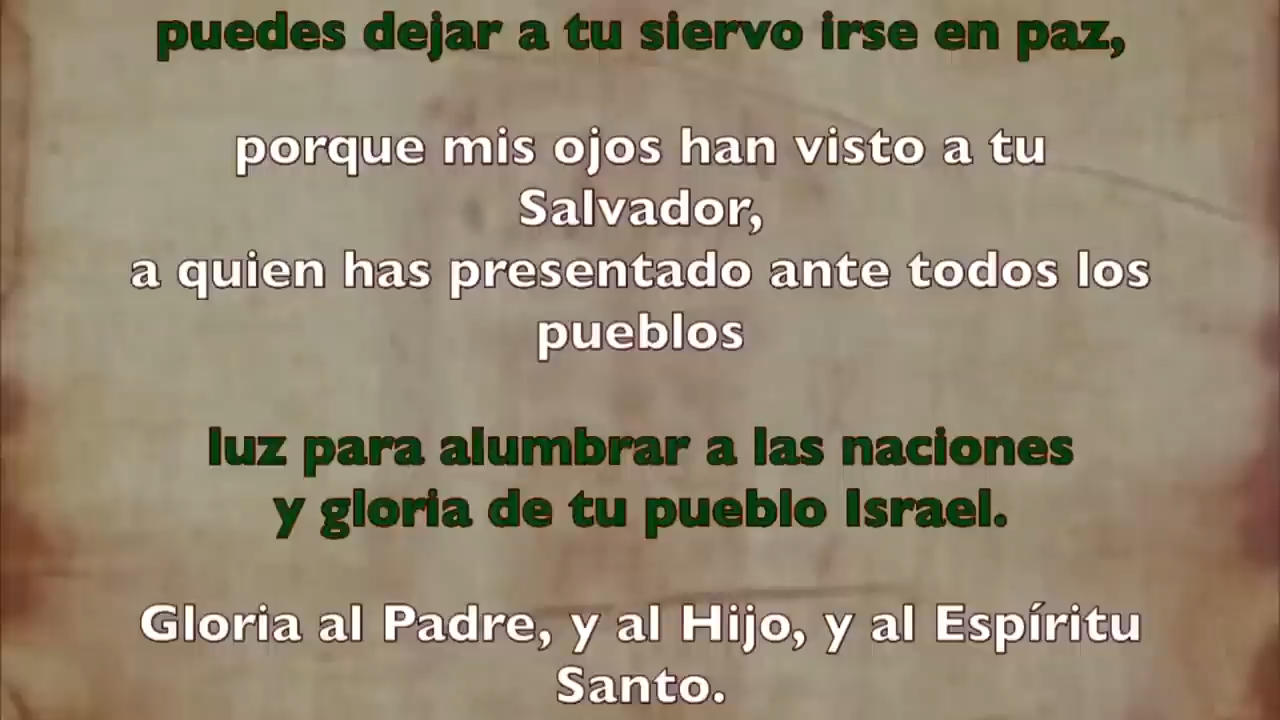 puedes dejar a tu siervo irse en paz,
porque mis ojos han visto a tu
Salvador,
a quien has presentado ante todos los
pueblos
luz para alumbrar a las naciones
y gloria de tu pueblo Israel.
Gloria al Padre, y al Hijo, y al Espíritu
Santo.